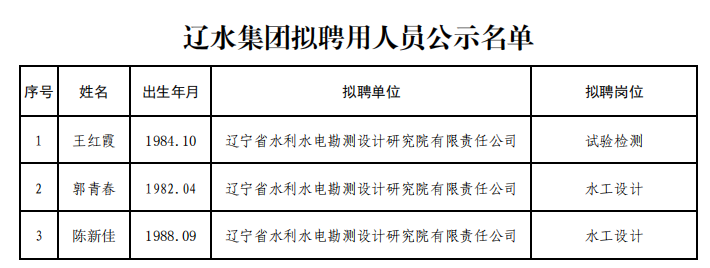 辽水集团拟聘用人员公示名单
序号 姓名 出生年月 拟聘单位 拟聘岗位
1 王红霞 1984.10 辽宁省水利水电勘测设计研究院有限责任公司 试验检测
2 郭青春 1982.04 辽宁省水利水电勘测设计研究院有限责任公司 水工设计
3 陈新佳 1988.09 辽宁省水利水电勘测设计研究院有限责任公司 水工设计